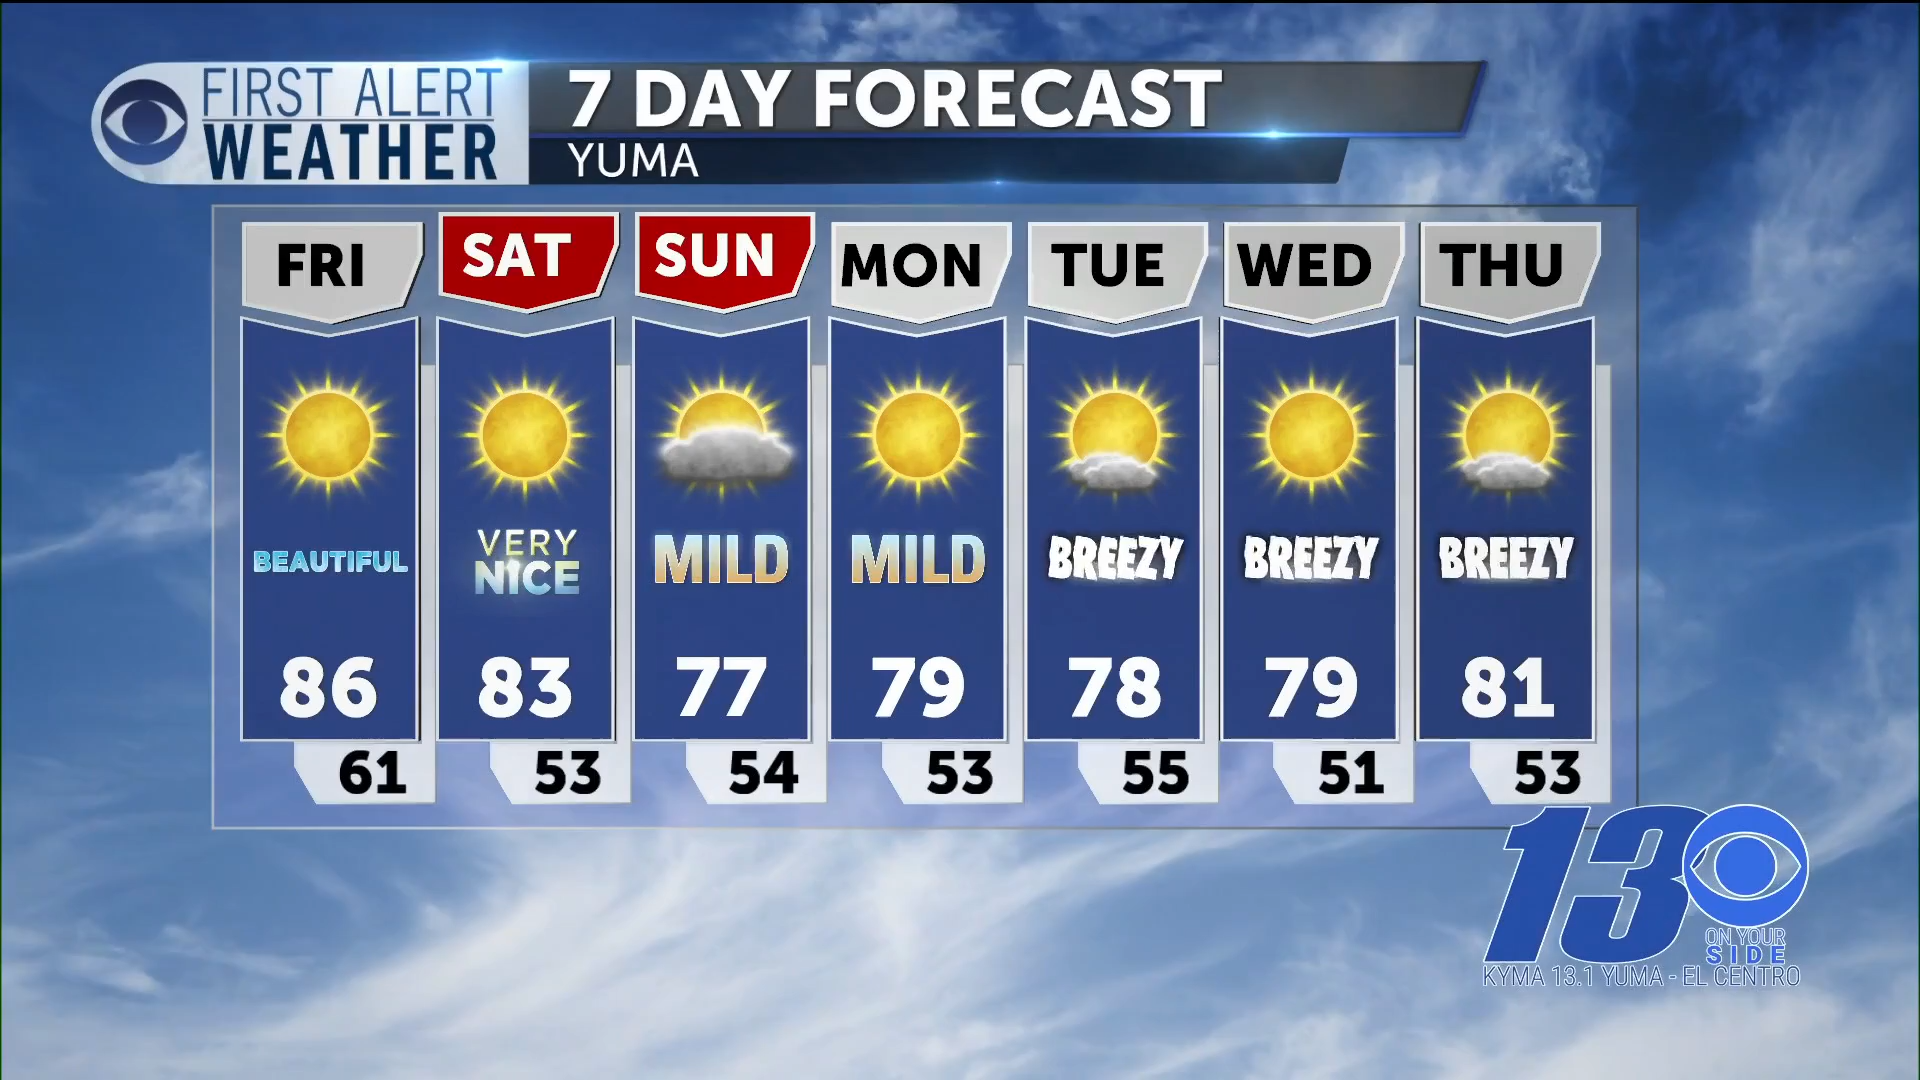 FIRST ALERT
WEATHER
7 DAY FORECAST
YUMA
FRI SAT SUN MON TUE WED THU
BEAUTIFUL VERY NICE MILD MILD BREEZY BREEZY BREEZY
86 83 77 79 78 79 81
61 53 54 53 55 51 53
13
ON YOUR
SIDE
KYMA 13.1 YUMA - EL CENTRO